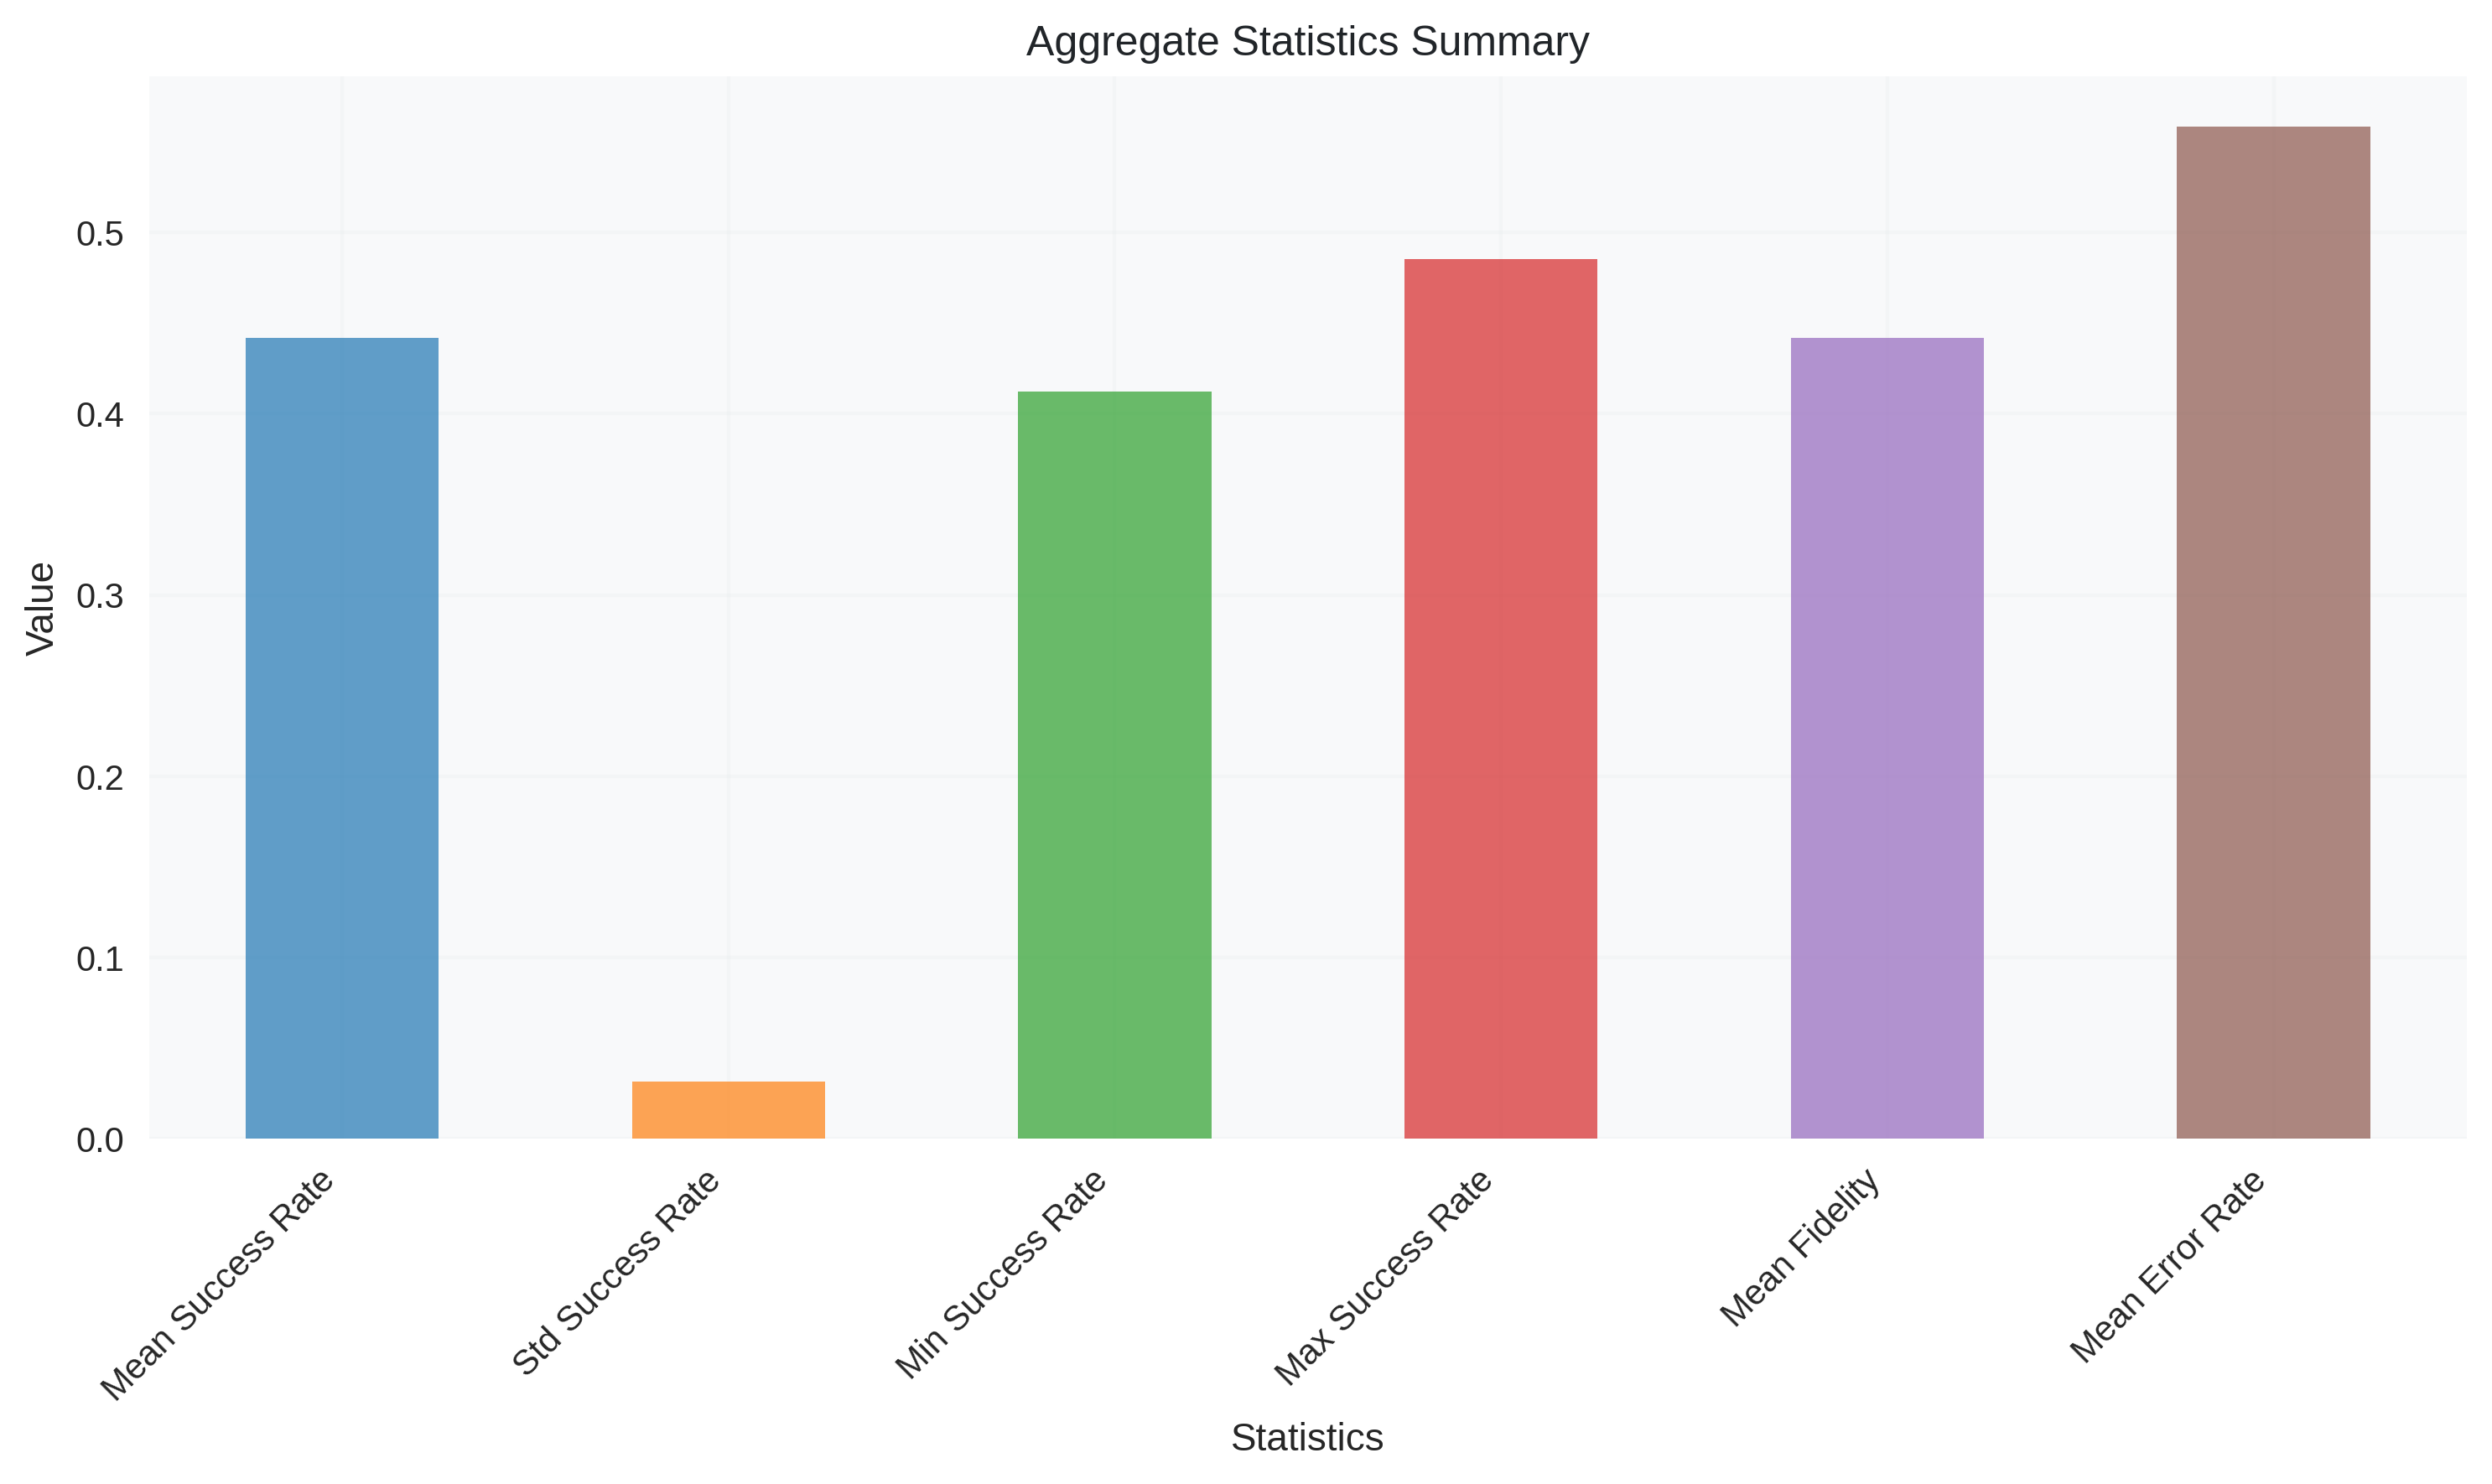 Aggregate Statistics Summary
Value
0.5
0.4
0.3
0.2
0.1
0.0
Mean Success Rate
Std Success Rate
Min Success Rate
Max Success Rate
Mean Fidelity
Mean Error Rate
Statistics